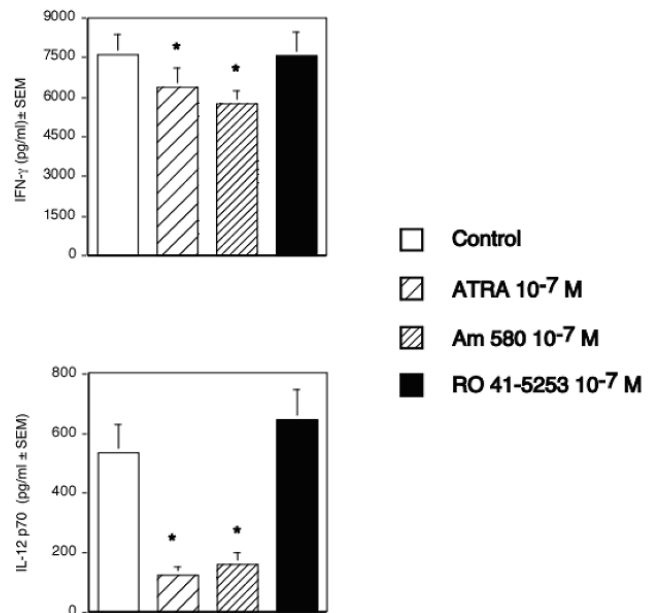 9000
7500
6000
4500
3000
1500
0
IFN-γ (pg/ml)± SEM
*
*
Control
ATRA 10-7 M
Am 580 10-7 M
RO 41-5253 10-7 M
800
600
400
200
0
IL-12 p70 (pg/ml ± SEM)
*
*